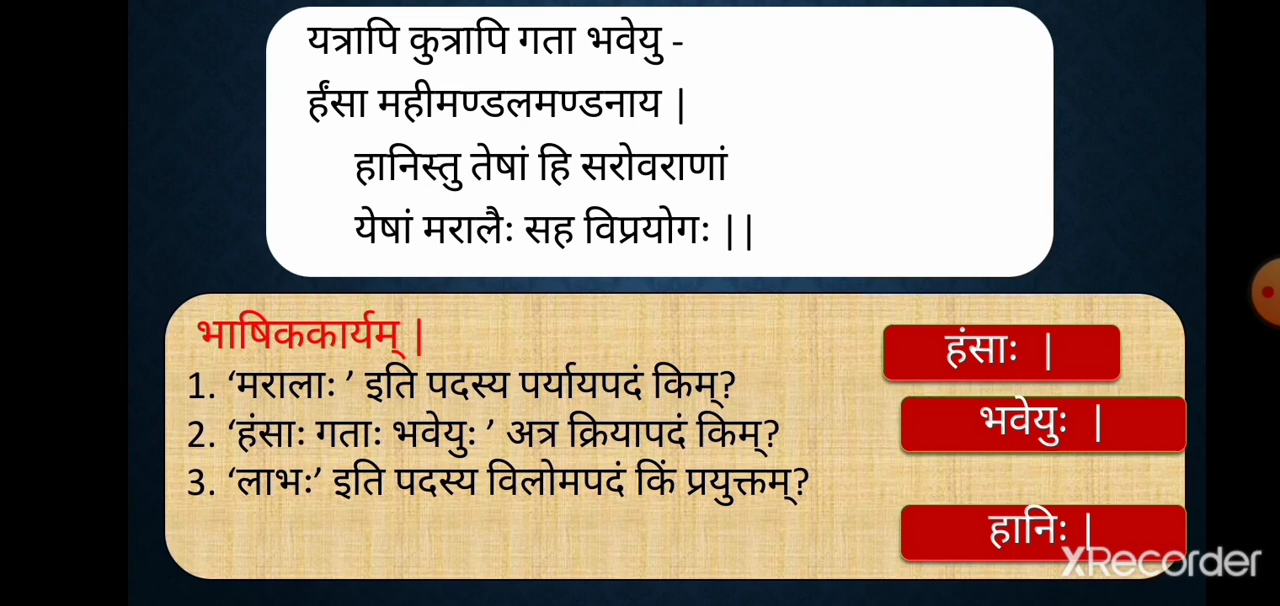 यत्रापि कुत्रापि गता भवेयु -
र्हंसा महीमण्डलमण्डनाय |
हानिस्तु तेषां हि सरोवराणां
येषां मरालैः सह विप्रयोगः ||
भाषिककार्यम् |
1. ‘मरालाः ’ इति पदस्य पर्यायपदं किम्?
हंसाः |
2. ‘हंसाः गताः भवेयुः ’ अत्र क्रियापदं किम्?
भवेयुः |
3. ‘लाभः’ इति पदस्य विलोमपदं किं प्रयुक्तम्?
हानिः |
XRecorder